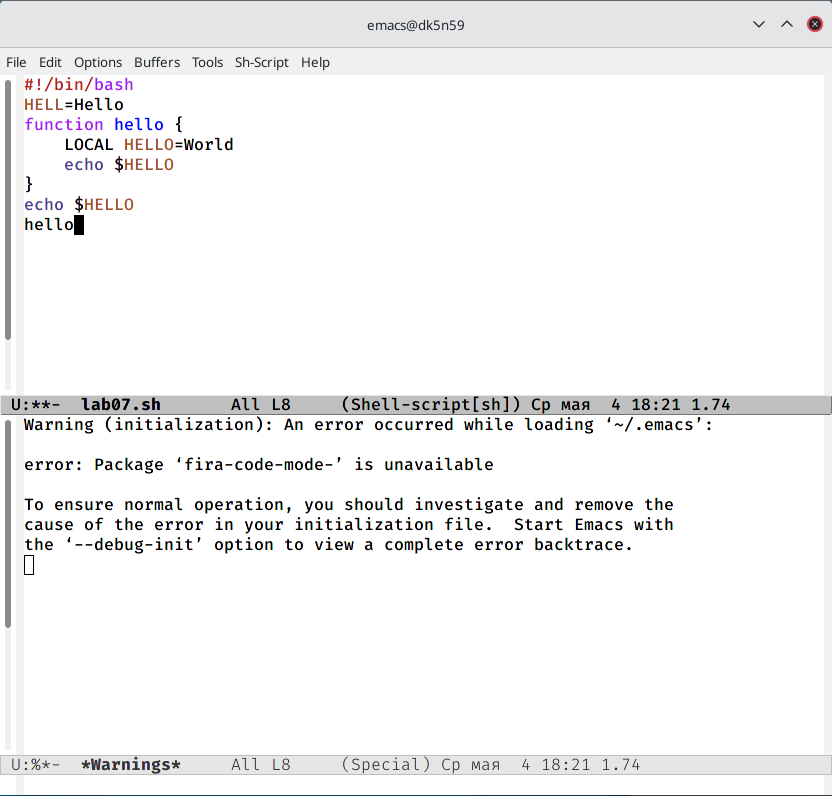 emacs@dk5n59
File Edit Options Buffers Tools Sh-Script Help
#!/bin/bash
HELL=Hello
function hello {
    LOCAL HELLO=World
    echo $HELLO
}
echo $HELLO
hello
U:**-  lab07.sh       All L8     (Shell-script[sh]) Ср мая  4 18:21 1.74
Warning (initialization): An error occurred while loading ‘~/.emacs’:
error: Package ‘fira-code-mode-’ is unavailable
To ensure normal operation, you should investigate and remove the
cause of the error in your initialization file.  Start Emacs with
the ‘--debug-init’ option to view a complete error backtrace.
U:%*-  *Warnings*     All L8     (Special) Ср мая  4 18:21 1.74